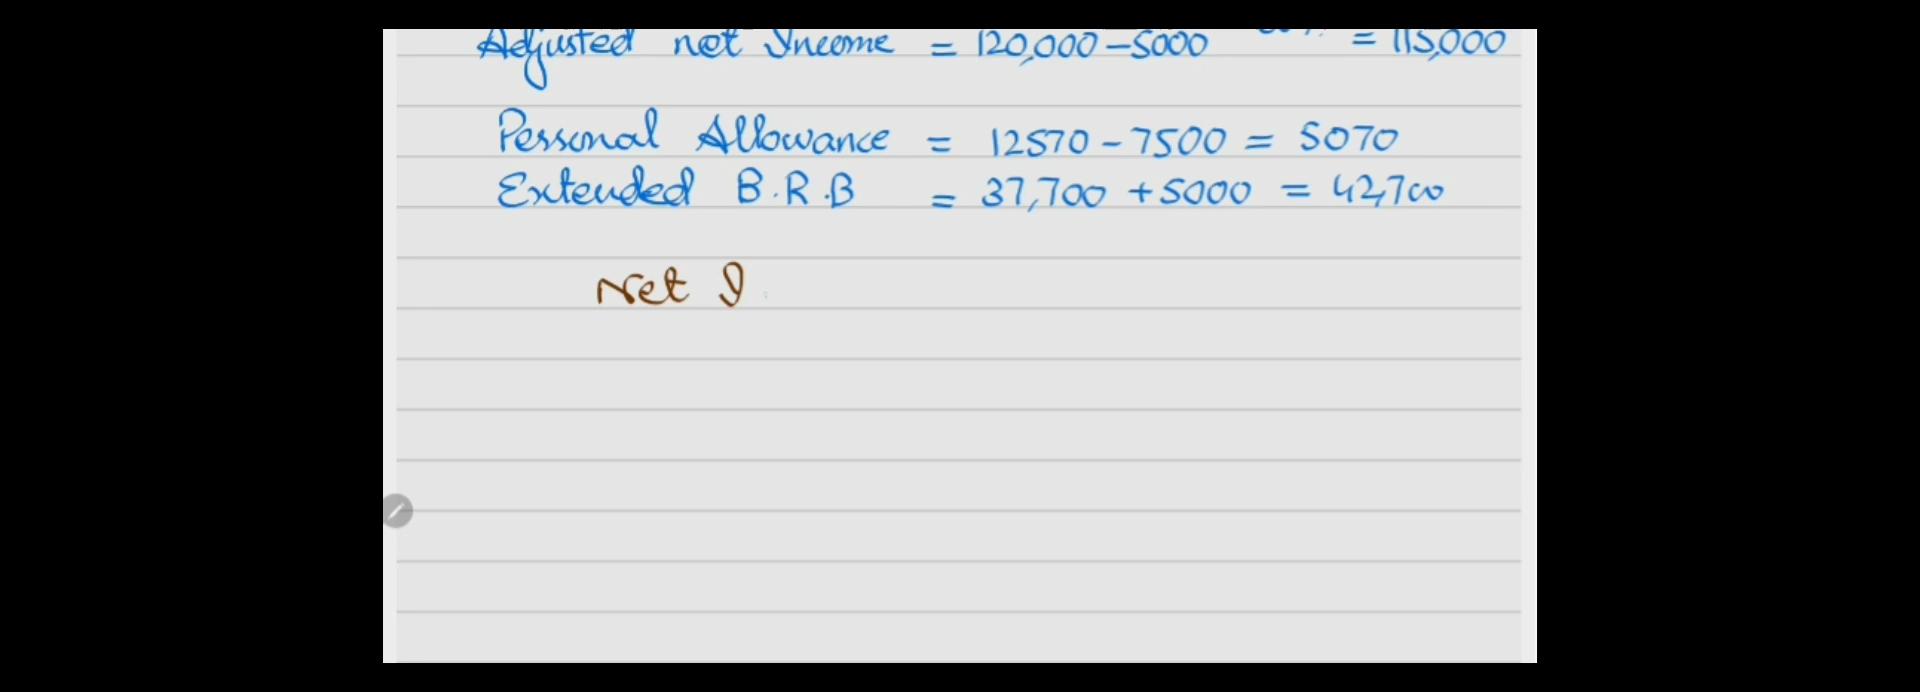 Adjusted net Income = 120,000 - 5000 = 115,000
Personal Allowance = 12570 - 7500 = 5070
Extended B.R.B = 37,700 + 5000 = 42,700
Net I